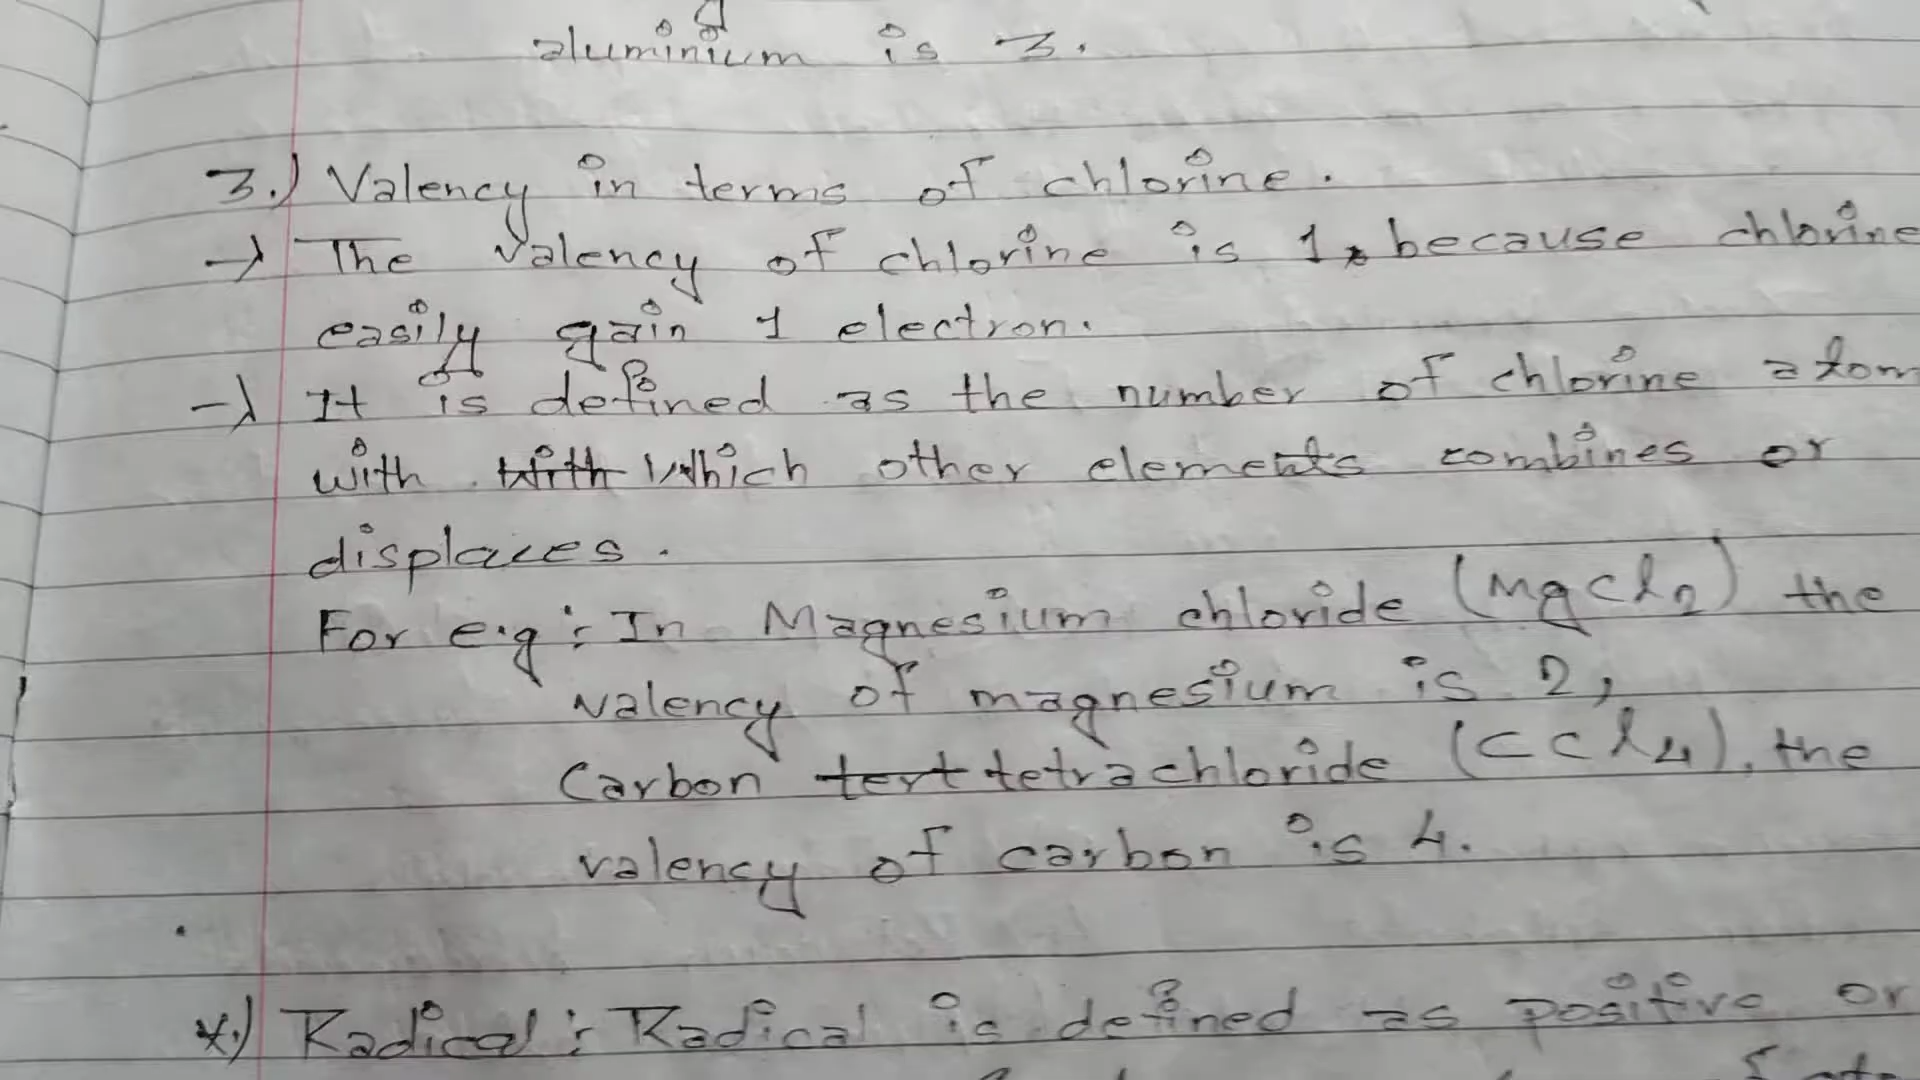 aluminium is 3.
3.) Valency in terms of chlorine.
→ The valency of chlorine is 1, because chlorine
easily gain 1 electron.
→ It is defined as the number of chlorine atom
with with which other elements combines or
displaces.
For e.g: In Magnesium chloride (MgCl2) the
valency of magnesium is 2,
Carbon tert tetrachloride (CCl4), the
valency of carbon is 4.
*.) Radical: Radical is defined as positive or